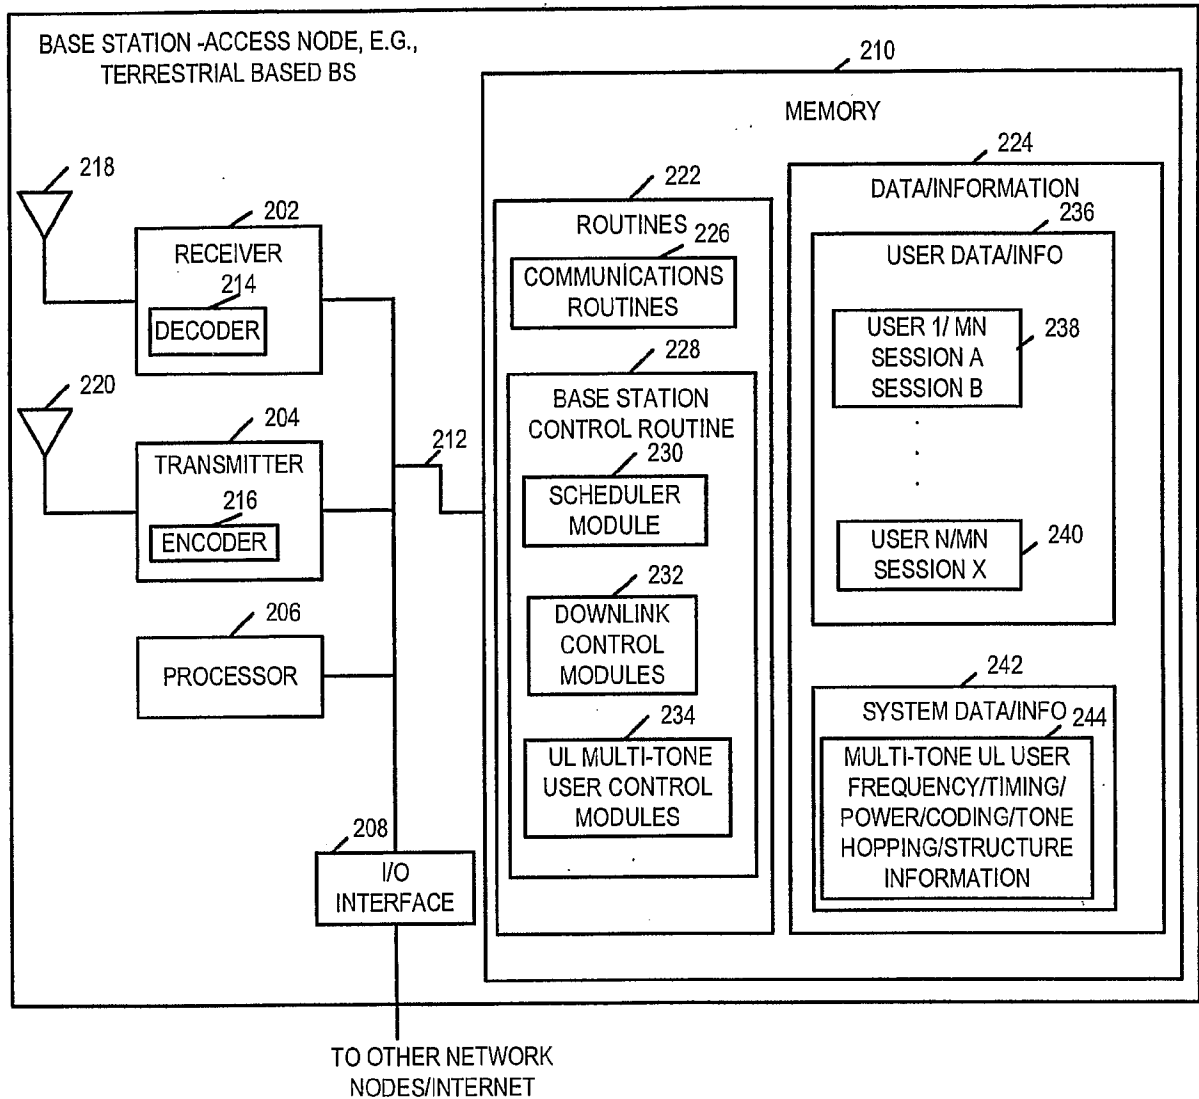 BASE STATION -ACCESS NODE, E.G.,
TERRESTRIAL BASED BS
210
MEMORY
218
202
RECEIVER
214
DECODER
220
204
TRANSMITTER
216
ENCODER
206
PROCESSOR
212
208
I/O
INTERFACE
TO OTHER NETWORK
NODES/INTERNET
222
ROUTINES
226
COMMUNICATIONS
ROUTINES
228
BASE STATION
CONTROL ROUTINE
230
SCHEDULER
MODULE
232
DOWNLINK
CONTROL
MODULES
234
UL MULTI-TONE
USER CONTROL
MODULES
224
DATA/INFORMATION
236
USER DATA/INFO
USER 1/ MN
SESSION A
SESSION B
238
USER N/MN
SESSION X
240
242
SYSTEM DATA/INFO
244
MULTI-TONE UL USER
FREQUENCY/TIMING/
POWER/CODING/TONE
HOPPING/STRUCTURE
INFORMATION